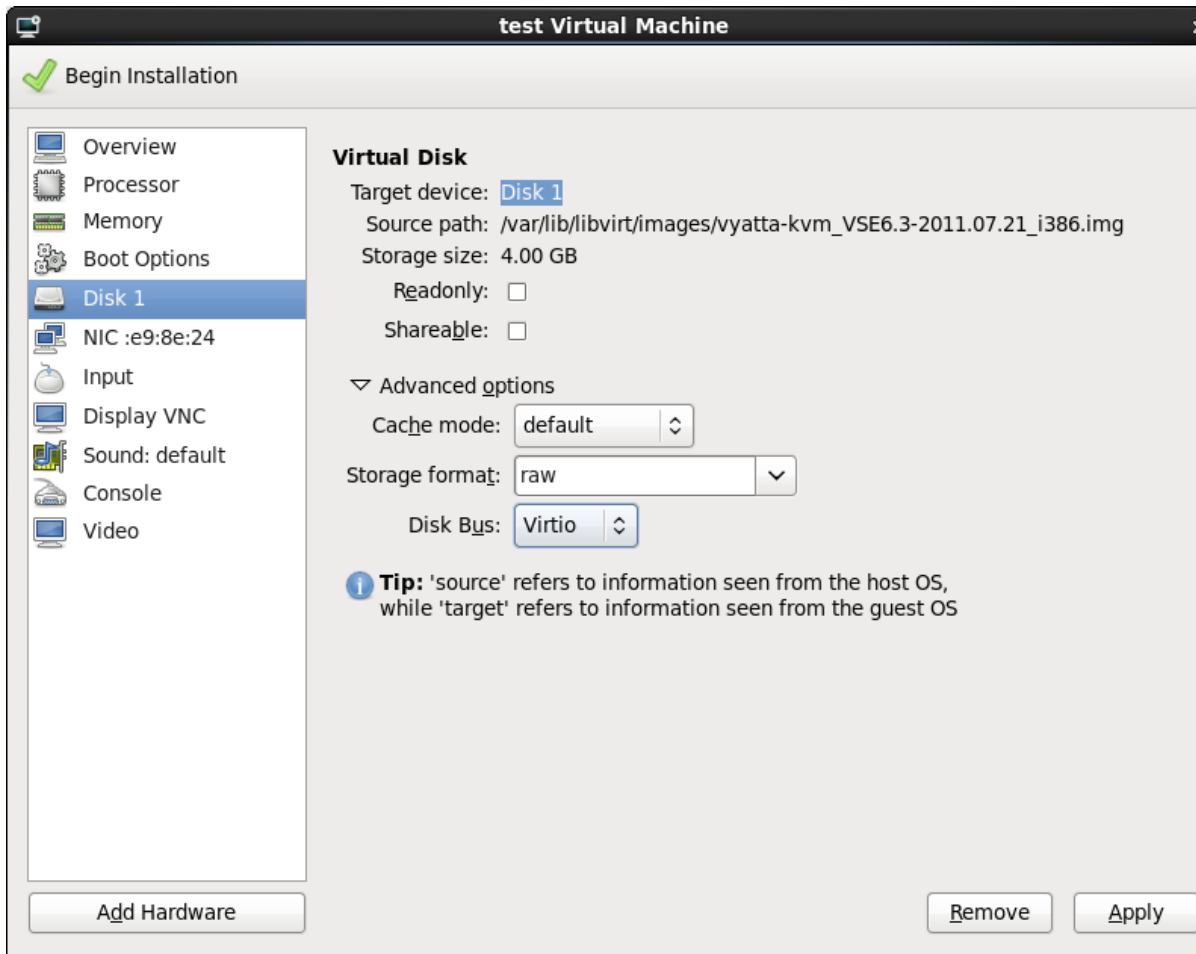 test Virtual Machine
Begin Installation
Overview
Processor
Memory
Boot Options
Disk 1
NIC :e9:8e:24
Input
Display VNC
Sound: default
Console
Video
Add Hardware
Virtual Disk
Target device: Disk 1
Source path: /var/lib/libvirt/images/vyatta-kvm_VSE6.3-2011.07.21_i386.img
Storage size: 4.00 GB
Readonly:
Shareable:
Advanced options
Cache mode: default
Storage format: raw
Disk Bus: Virtio
Tip: 'source' refers to information seen from the host OS,
while 'target' refers to information seen from the guest OS
Remove
Apply